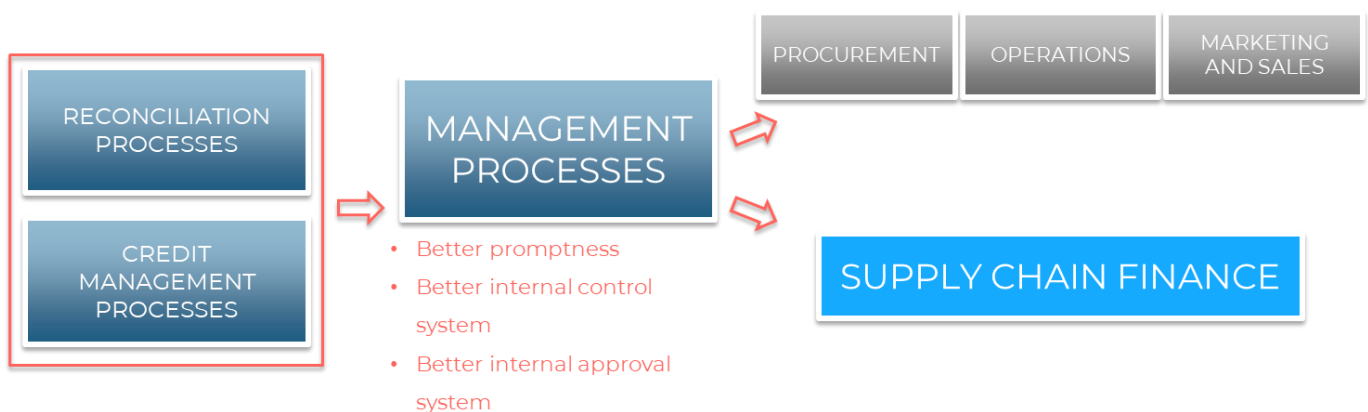 RECONCILIATION
PROCESSES
CREDIT
MANAGEMENT
PROCESSES
MANAGEMENT
PROCESSES
• Better promptness
• Better internal control
system
• Better internal approval
system
PROCUREMENT
OPERATIONS
MARKETING
AND SALES
SUPPLY CHAIN FINANCE